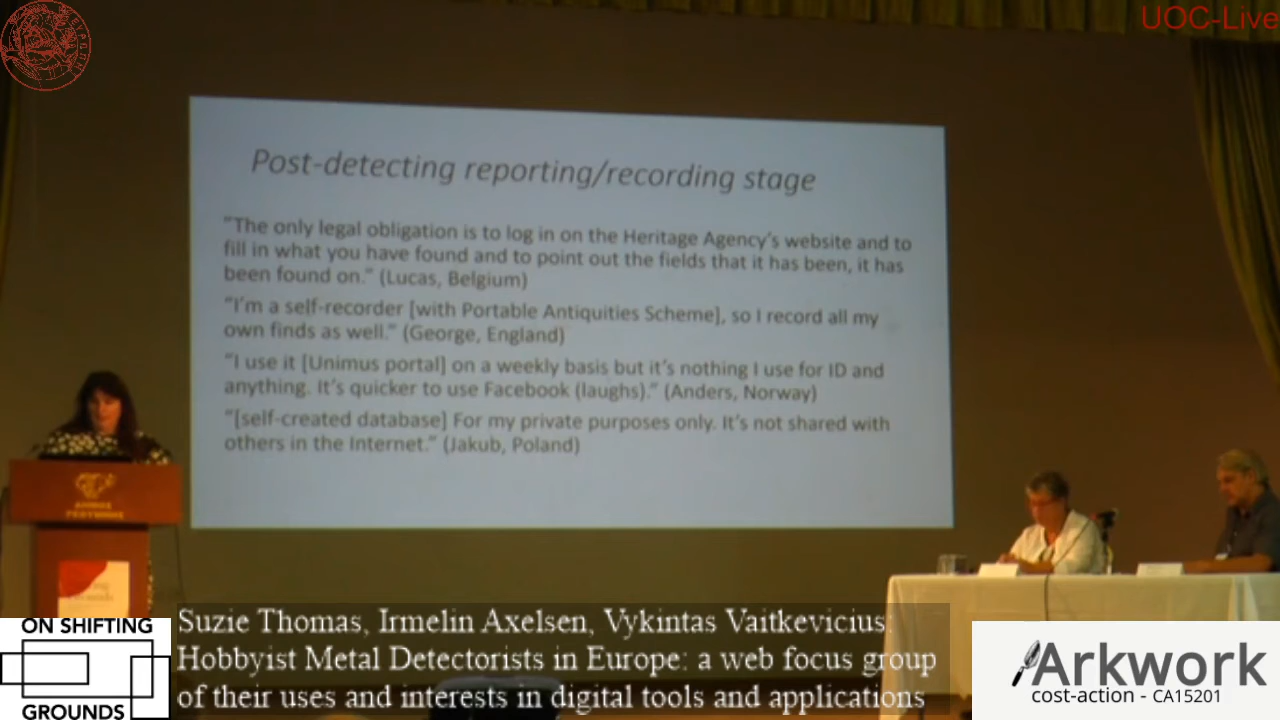 UOC-Live
Post-detecting reporting/recording stage
"The only legal obligation is to log in on the Heritage Agency's website and to
fill in what you have found and to point out the fields that it has been, it has
been found on." (Lucas, Belgium)
"I'm a self-recorder [with Portable Antiquities Scheme], so I record all my
own finds as well." (George, England)
"I use it [Unimus portal] on a weekly basis but it's nothing I use for ID and
anything. It's quicker to use Facebook (laughs)." (Anders, Norway)
"[self-created database] For my private purposes only. It's not shared with
others in the Internet." (Jakub, Poland)
ON SHIFTING
GROUNDS
Suzie Thomas, Irmelin Axelsen, Vykintas Vaitkevicius:
Hobbyist Metal Detectorists in Europe: a web focus group
of their uses and interests in digital tools and applications
Arkwork
cost-action - CA15201